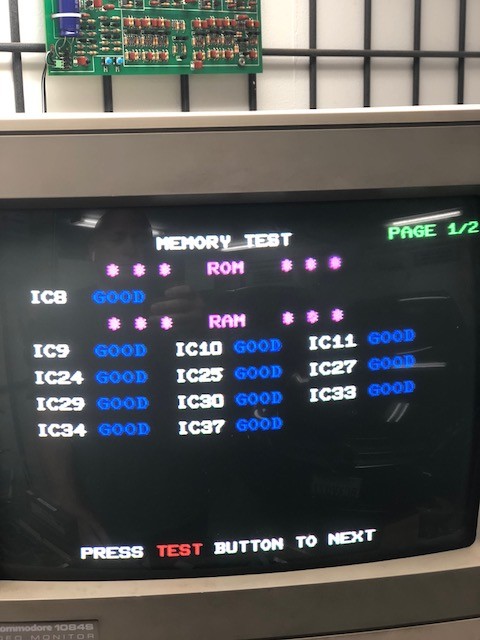 MEMORY TEST
PAGE 1/2
* * * ROM * * *
IC8 GOOD
* * * RAM * * *
IC9 GOOD IC10 GOOD IC11 GOOD
IC24 GOOD IC25 GOOD IC27 GOOD
IC29 GOOD IC30 GOOD IC33 GOOD
IC34 GOOD IC37 GOOD
PRESS TEST BUTTON TO NEXT
ommodore 1084S
EO MONITOR